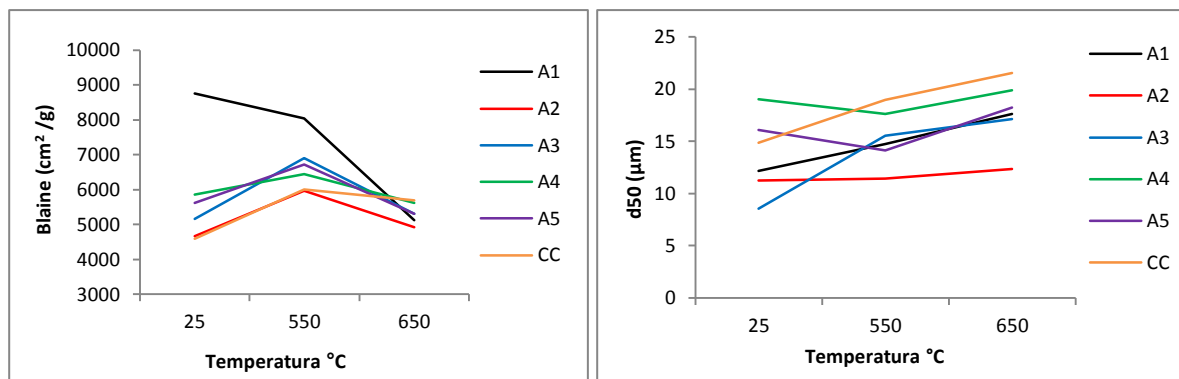 10000
9000
8000
7000
6000
5000
4000
3000
Blaine (cm² /g)
25 550 650
Temperatura °C
A1
A2
A3
A4
A5
CC
25
20
15
10
5
0
d50 (µm)
25 550 650
Temperatura °C
A1
A2
A3
A4
A5
CC